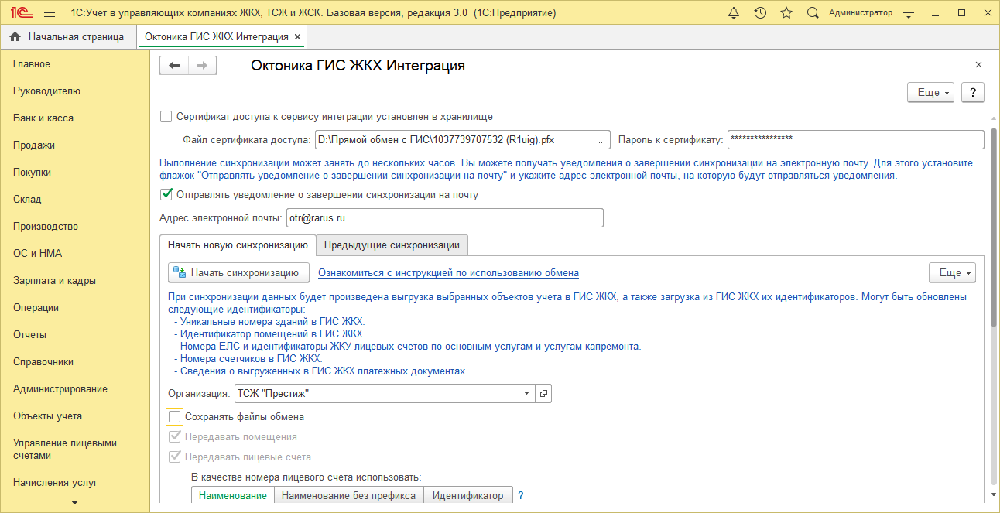 1С:Учет в управляющих компаниях ЖКХ, ТСЖ и ЖСК. Базовая версия, редакция 3.0 (1С:Предприятие)
Администратор
Начальная страница
Октоника ГИС ЖКХ Интеграция
Главное
Руководителю
Банк и касса
Продажи
Покупки
Склад
Производство
ОС и НМА
Зарплата и кадры
Операции
Отчеты
Справочники
Администрирование
Объекты учета
Управление лицевыми
счетами
Начисления услуг
Октоника ГИС ЖКХ Интеграция
Еще
?
Сертификат доступа к сервису интеграции установлен в хранилище
Файл сертификата доступа: D:\Прямой обмен с ГИС\1037739707532 (R1uig).pfx ... Пароль к сертификату: ****************
Выполнение синхронизации может занять до нескольких часов. Вы можете получать уведомления о завершении синхронизации на электронную почту. Для этого установите
флажок "Отправлять уведомление о завершении синхронизации на почту" и укажите адрес электронной почты, на которую будут отправляться уведомления.
Отправлять уведомление о завершении синхронизации на почту
Адрес электронной почты: otr@rarus.ru
Начать новую синхронизацию Предыдущие синхронизации
Начать синхронизацию Ознакомиться с инструкцией по использованию обмена Еще
При синхронизации данных будет произведена выгрузка выбранных объектов учета в ГИС ЖКХ, а также загрузка из ГИС ЖКХ их идентификаторов. Могут быть обновлены
следующие идентификаторы:
- Уникальные номера зданий в ГИС ЖКХ.
- Идентификатор помещений в ГИС ЖКХ.
- Номера ЕЛС и идентификаторы ЖКУ лицевых счетов по основным услугам и услугам капремонта.
- Номера счетчиков в ГИС ЖКХ.
- Сведения о выгруженных в ГИС ЖКХ платежных документах.
Организация: ТСЖ "Престиж"
Сохранять файлы обмена
Передавать помещения
Передавать лицевые счета
В качестве номера лицевого счета использовать:
Наименование Наименование без префикса Идентификатор ?